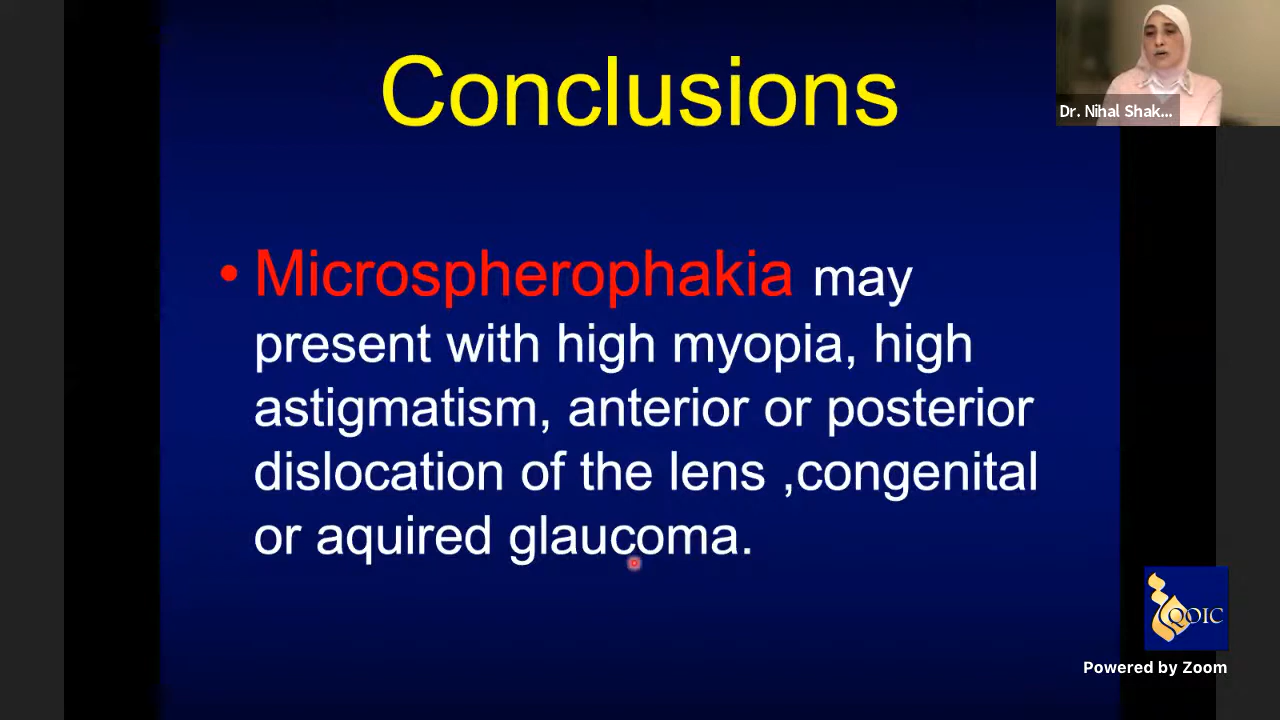 Conclusions
Dr. Nihal Shak...
• Microspherophakia may
present with high myopia, high
astigmatism, anterior or posterior
dislocation of the lens ,congenital
or aquired glaucoma.
QOIC
Powered by Zoom